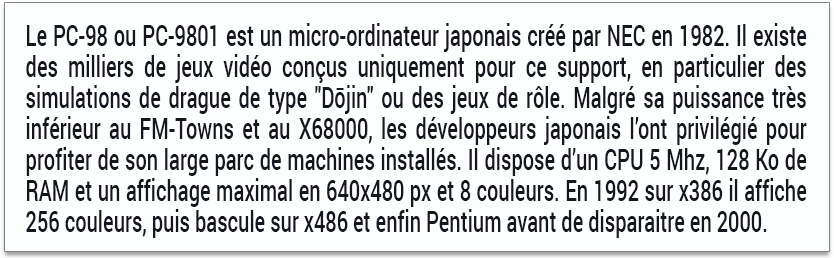 Le PC-98 ou PC-9801 est un micro-ordinateur japonais créé par NEC en 1982. Il existe
des milliers de jeux vidéo conçus uniquement pour ce support, en particulier des
simulations de drague de type "Dōjin" ou des jeux de rôle. Malgré sa puissance très
inférieur au FM-Towns et au X68000, les développeurs japonais l’ont privilégié pour
profiter de son large parc de machines installés. Il dispose d’un CPU 5 Mhz, 128 Ko de
RAM et un affichage maximal en 640x480 px et 8 couleurs. En 1992 sur x386 il affiche
256 couleurs, puis bascule sur x486 et enfin Pentium avant de disparaitre en 2000.